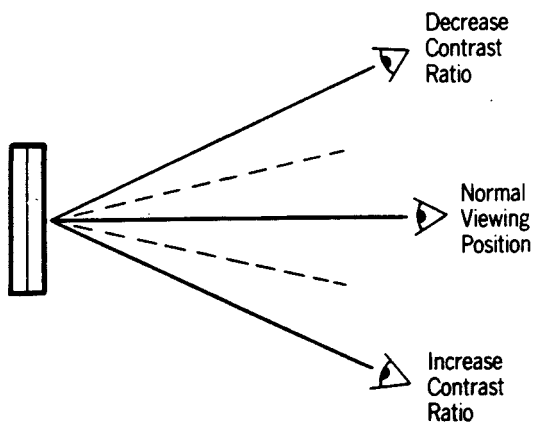 Decrease
Contrast
Ratio
Normal
Viewing
Position
Increase
Contrast
Ratio